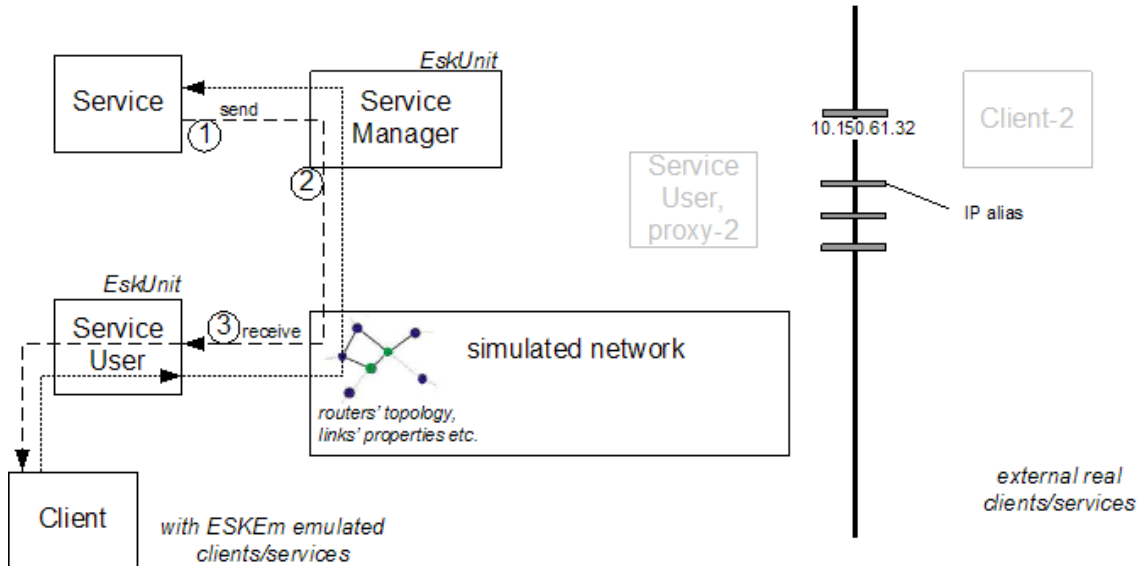 EskUnit
Service
send
1
Service
Manager
2
10.150.61.32
Client-2
Service
User,
proxy-2
IP alias
EskUnit
Service
User
3
receive
simulated network
routers' topology,
links' properties etc.
Client
with ESKEm emulated
clients/services
external real
clients/services